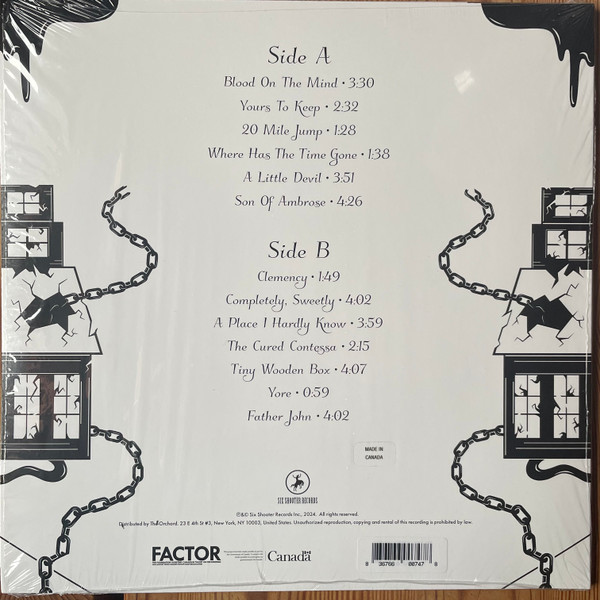 Side A
Blood On The Mind • 3:30
Yours To Keep • 2:32
20 Mile Jump • 1:28
Where Has The Time Gone • 1:38
A Little Devil • 3:51
Son Of Ambrose • 4:26
Side B
Clemency • 1:49
Completely, Sweetly • 4:02
A Place I Hardly Know • 3:59
The Cured Contessa • 2:15
Tiny Wooden Box • 4:07
Yore • 0:59
Father John • 4:02
MADE IN
CANADA
SIX SHOOTER RECORDS
℗&© Six Shooter Records Inc., 2024. All rights reserved.
Distributed by The Orchard. 23 E 4th St #3, New York, NY 10003, United States. Unauthorized reproduction, copying and rental of this recording is prohibited by law.
FACTOR
Canada
8 36766 00747 8